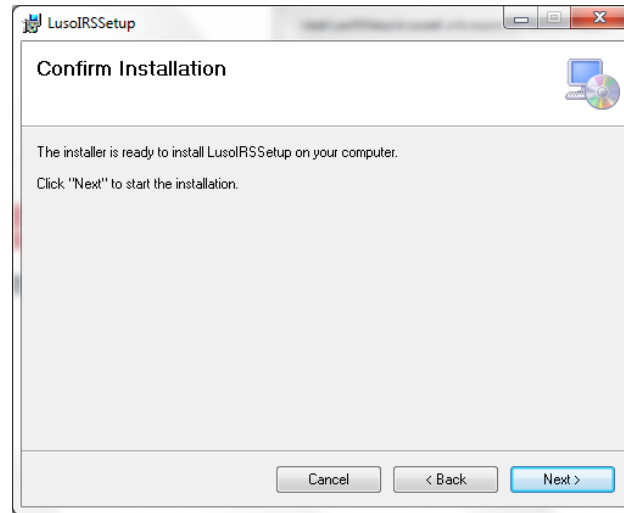 LusoIRSSetup
Confirm Installation
The installer is ready to install LusoIRSSetup on your computer.
Click "Next" to start the installation.
Cancel
< Back
Next >